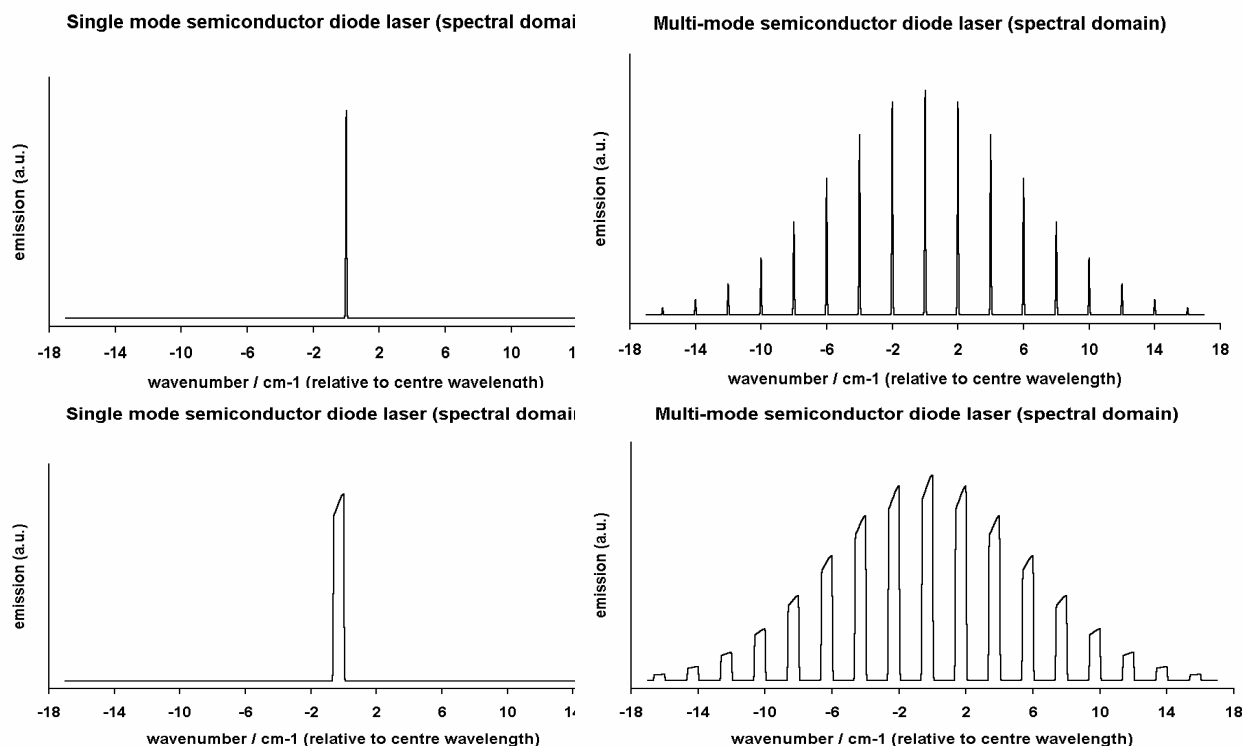 Single mode semiconductor diode laser (spectral domai
emission (a.u.)
-18 -14 -10 -6 -2 2 6 10 1
wavenumber / cm-1 (relative to centre wavelength)
Multi-mode semiconductor diode laser (spectral domain)
emission (a.u.)
-18 -14 -10 -6 -2 2 6 10 14 18
wavenumber / cm-1 (relative to centre wavelength)
Single mode semiconductor diode laser (spectral domai
emission (a.u.)
-18 -14 -10 -6 -2 2 6 10 14
wavenumber / cm-1 (relative to centre wavelength)
Multi-mode semiconductor diode laser (spectral domain)
emission (a.u.)
-18 -14 -10 -6 -2 2 6 10 14 18
wavenumber / cm-1 (relative to centre wavelength)